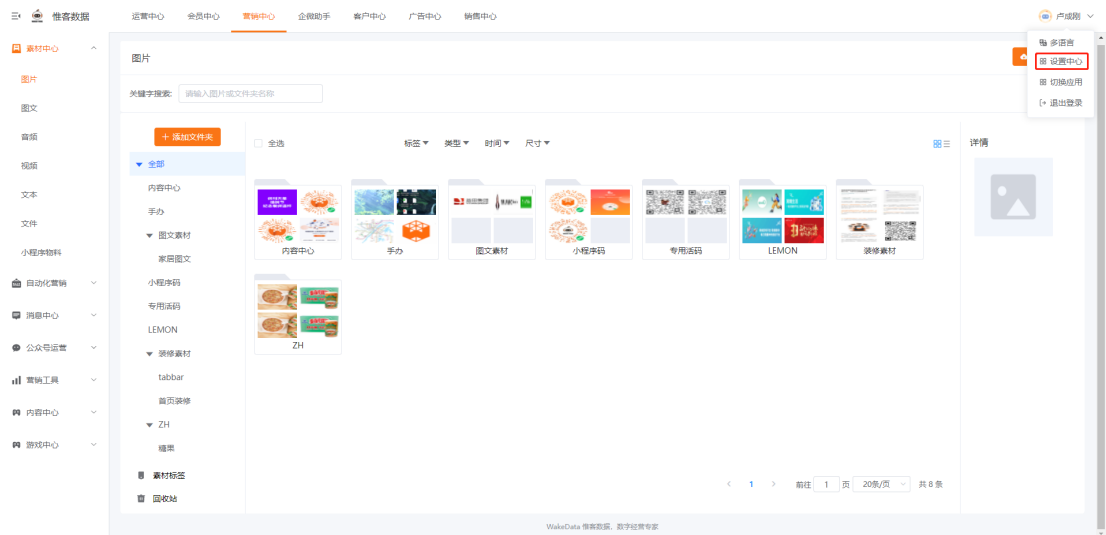 惟客数据
运营中心 会员中心 营销中心 企微助手 客户中心 广告中心 销售中心
卢成刚
多语言
设置中心
切换应用
退出登录
素材中心
图片
图文
音频
视频
文本
文件
小程序物料
自动化营销
消息中心
公众号运营
营销工具
内容中心
游戏中心
图片
关键字搜索: 请输入图片或文件夹名称
+ 添加文件夹
全部
内容中心
手办
图文素材
家居图文
小程序码
专用活码
LEMON
装修素材
tabbar
首页装修
ZH
糖果
素材标签
回收站
全选 标签 类型 时间 尺寸
内容中心 手办 图文素材 小程序码 专用活码 LEMON 装修素材
ZH
1 前往 1 页 20条/页 共 8 条
详情
WakeData 惟客数据，数字经营专家